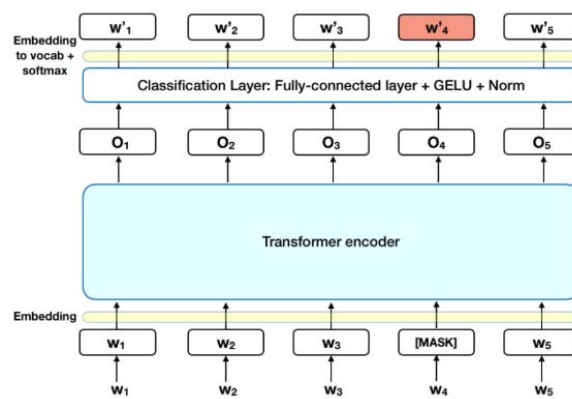 w'₁ w'₂ w'₃ w'₄ w'₅
Embedding
to vocab +
softmax
Classification Layer: Fully-connected layer + GELU + Norm
O₁ O₂ O₃ O₄ O₅
Transformer encoder
Embedding
w₁ w₂ w₃ [MASK] w₅
w₁ w₂ w₃ w₄ w₅